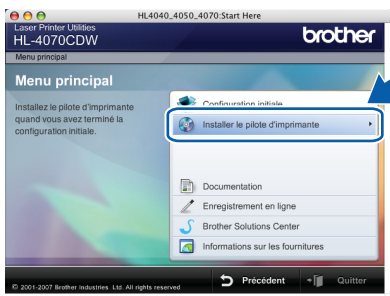 HL4040_4050_4070:Start Here
Laser Printer Utilities
HL-4070CDW
brother
Menu principal
Menu principal
Installez le pilote d'imprimante
quand vous avez terminé la
configuration initiale.
Configuration initiale
Installer le pilote d'imprimante
Documentation
Enregistrement en ligne
Brother Solutions Center
Informations sur les fournitures
© 2001-2007 Brother Industries Ltd All rights reserved
Précédent
Quitter